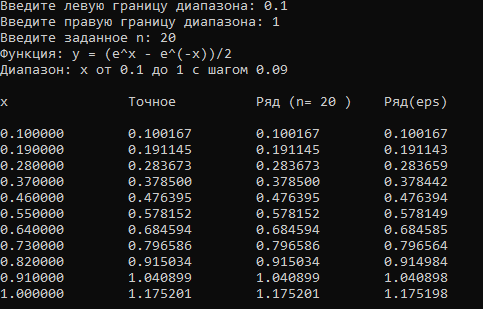 Введите левую границу диапазона: 0.1
Введите правую границу диапазона: 1
Введите заданное n: 20
Функция: y = (e^x - e^(-x))/2
Диапазон: x от 0.1 до 1 с шагом 0.09
x Точное Ряд (n= 20 ) Ряд(eps)
0.100000 0.100167 0.100167 0.100167
0.190000 0.191145 0.191145 0.191143
0.280000 0.283673 0.283673 0.283659
0.370000 0.378500 0.378500 0.378442
0.460000 0.476395 0.476395 0.476394
0.550000 0.578152 0.578152 0.578149
0.640000 0.684594 0.684594 0.684585
0.730000 0.796586 0.796586 0.796564
0.820000 0.915034 0.915034 0.914984
0.910000 1.040899 1.040899 1.040898
1.000000 1.175201 1.175201 1.175198